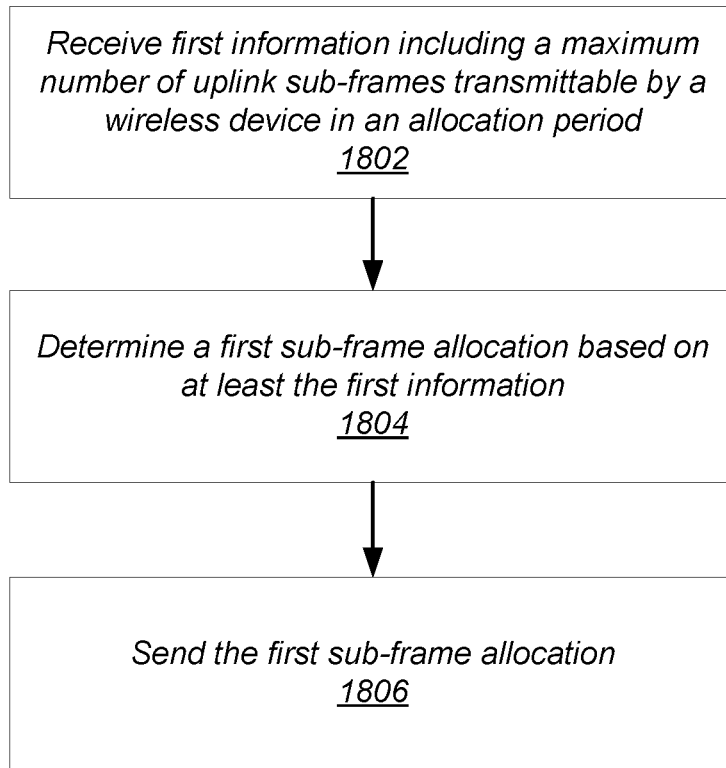 Receive first information including a maximum
number of uplink sub-frames transmittable by a
wireless device in an allocation period
1802
Determine a first sub-frame allocation based on
at least the first information
1804
Send the first sub-frame allocation
1806